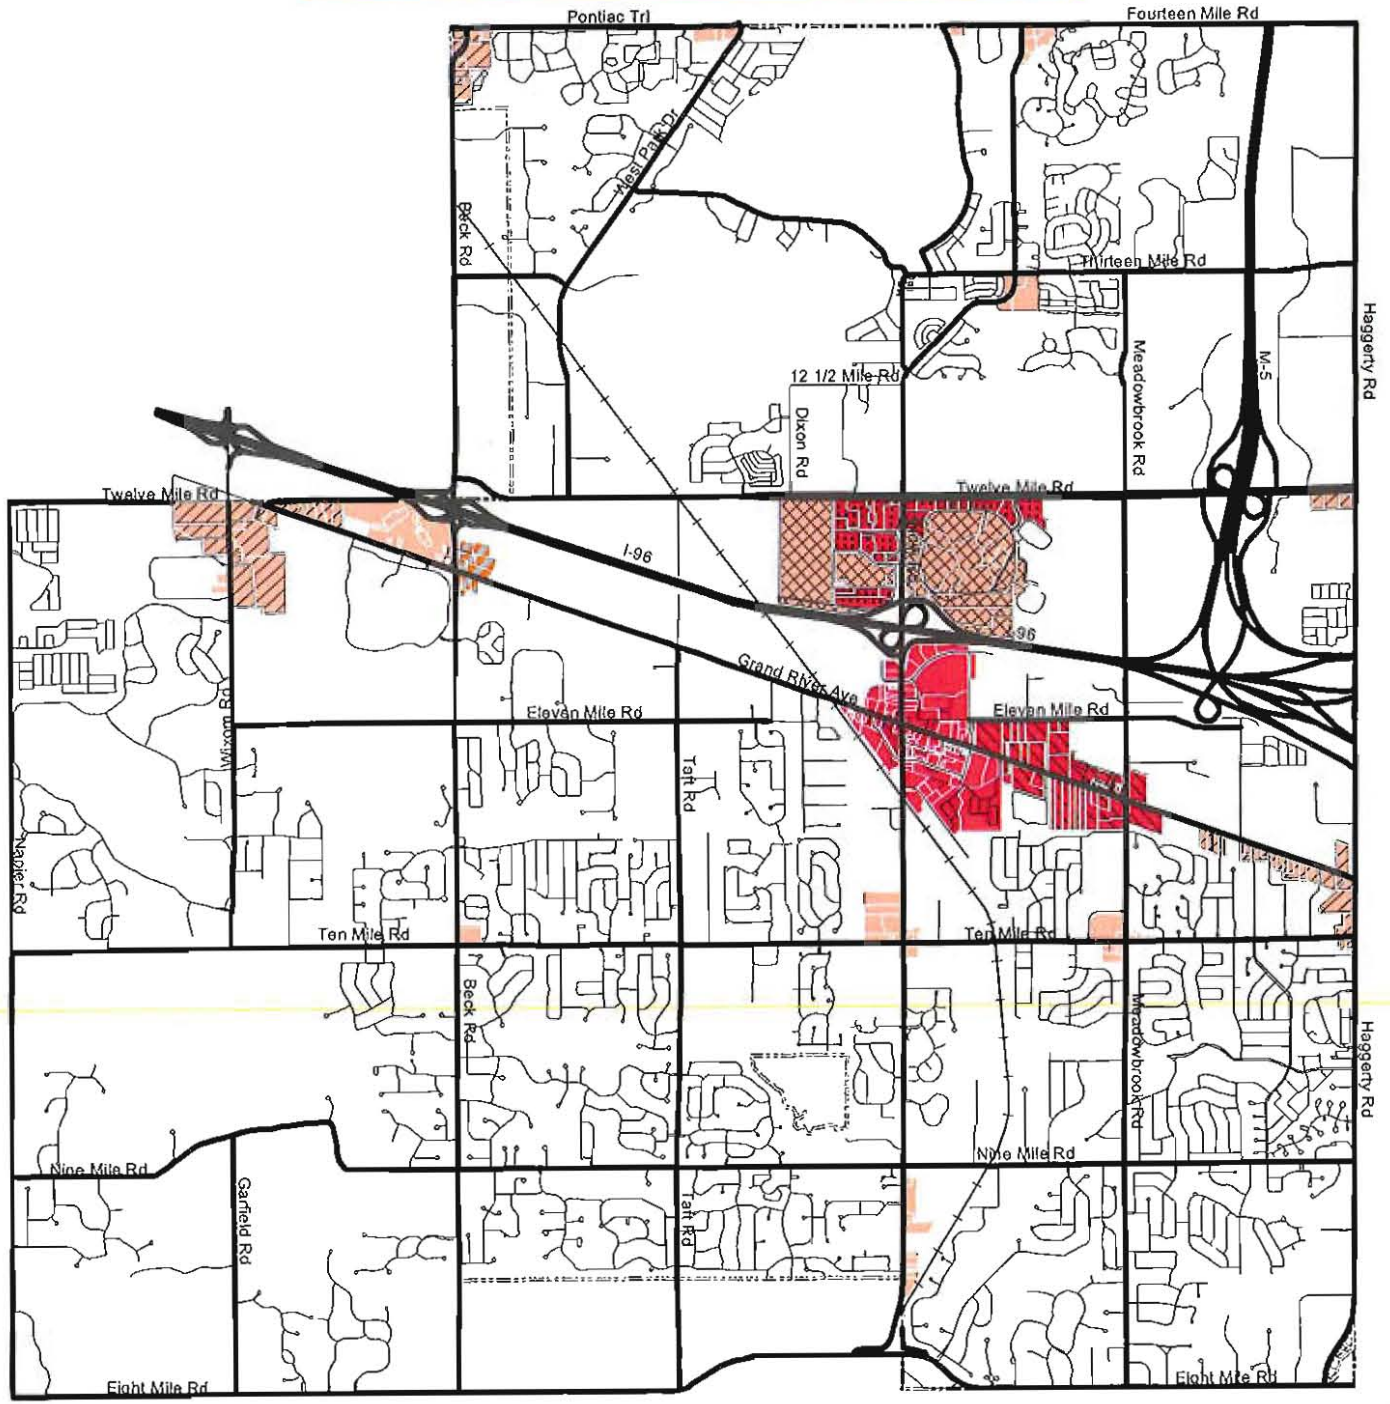 Pontiac Trl
Fourteen Mile Rd
West Park Dr
Beck Rd
Thirteen Mile Rd
Haggerty Rd
Meadowbrook Rd
M-5
12 1/2 Mile Rd
Dixon Rd
Twelve Mile Rd
Twelve Mile Rd
I-96
I-96
Grand River Ave
Eleven Mile Rd
Eleven Mile Rd
Wixom Rd
Taft Rd
Napier Rd
Ten Mile Rd
Ten Mile Rd
Beck Rd
Meadowbrook Rd
Haggerty Rd
Nine Mile Rd
Nine Mile Rd
Garfield Rd
Taft Rd
Eight Mile Rd
Eight Mile Rd